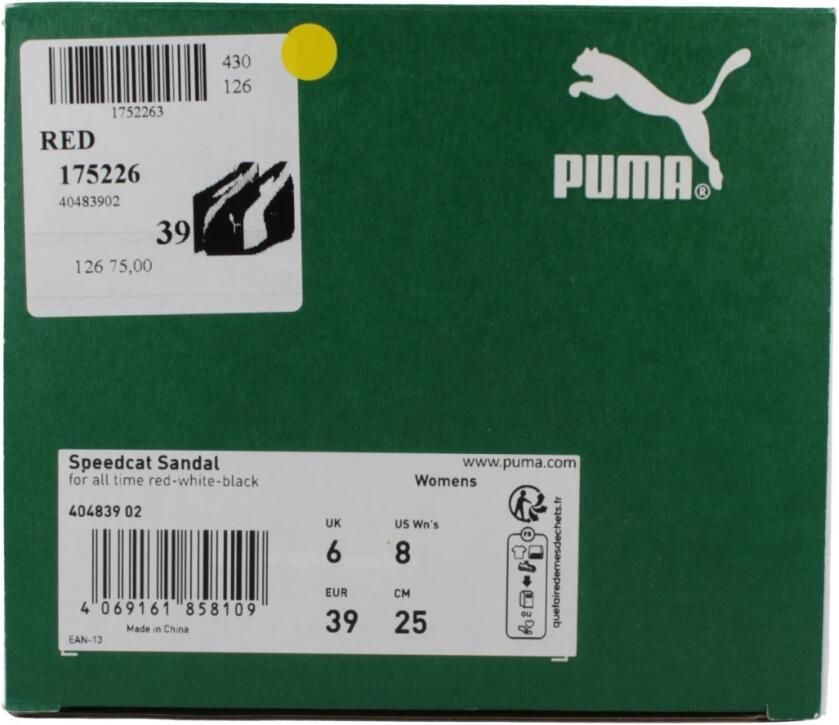 430
126
1752263
RED
175226
40483902
39
126 75,00
PUMA®
Speedcat Sandal
for all time red-white-black
www.puma.com
Womens
404839 02
UK
6
US Wn's
8
EUR
39
CM
25
4 069161 858109
Made in China
EAN-13
FR
OU
quefairedemesdechets.fr